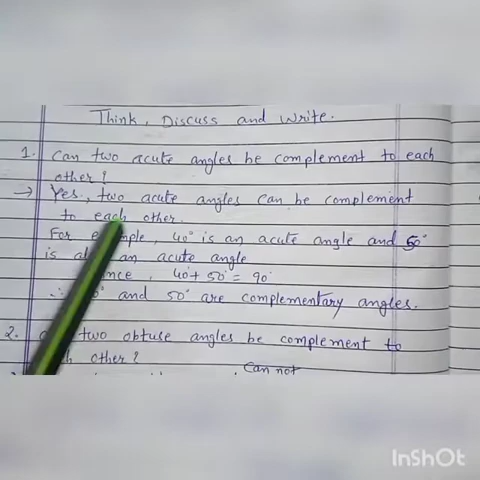 Think, Discuss and Write.
1. Can two acute angles be complement to each
other?
→ Yes, two acute angles can be complement
to each other.
For example, 40° is an acute angle and 50°
is an acute angle
40° + 50° = 90°
∴ and 50° are complementary angles.
2. two obtuse angles be complement to
other?
Can not
InShOt